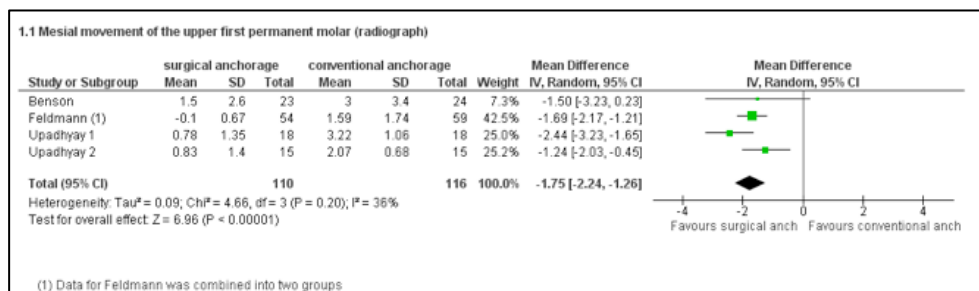 1.1 Mesial movement of the upper first permanent molar (radiograph)
surgical anchorage conventional anchorage Mean Difference Mean Difference
Study or Subgroup Mean SD Total Mean SD Total Weight IV, Random, 95% CI IV, Random, 95% CI
Benson 1.5 2.6 23 3 3.4 24 7.3% -1.50 [-3.23, 0.23]
Feldmann (1) -0.1 0.67 54 1.59 1.74 59 42.5% -1.69 [-2.17, -1.21]
Upadhyay 1 0.78 1.35 18 3.22 1.06 18 25.0% -2.44 [-3.23, -1.65]
Upadhyay 2 0.83 1.4 15 2.07 0.68 15 25.2% -1.24 [-2.03, -0.45]
Total (95% CI) 110 116 100.0% -1.75 [-2.24, -1.26]
Heterogeneity: Tau² = 0.09; Chi² = 4.66, df = 3 (P = 0.20); I² = 36%
Test for overall effect: Z = 6.96 (P < 0.00001)
-4 -2 0 2 4
Favours surgical anch Favours conventional anch
(1) Data for Feldmann was combined into two groups